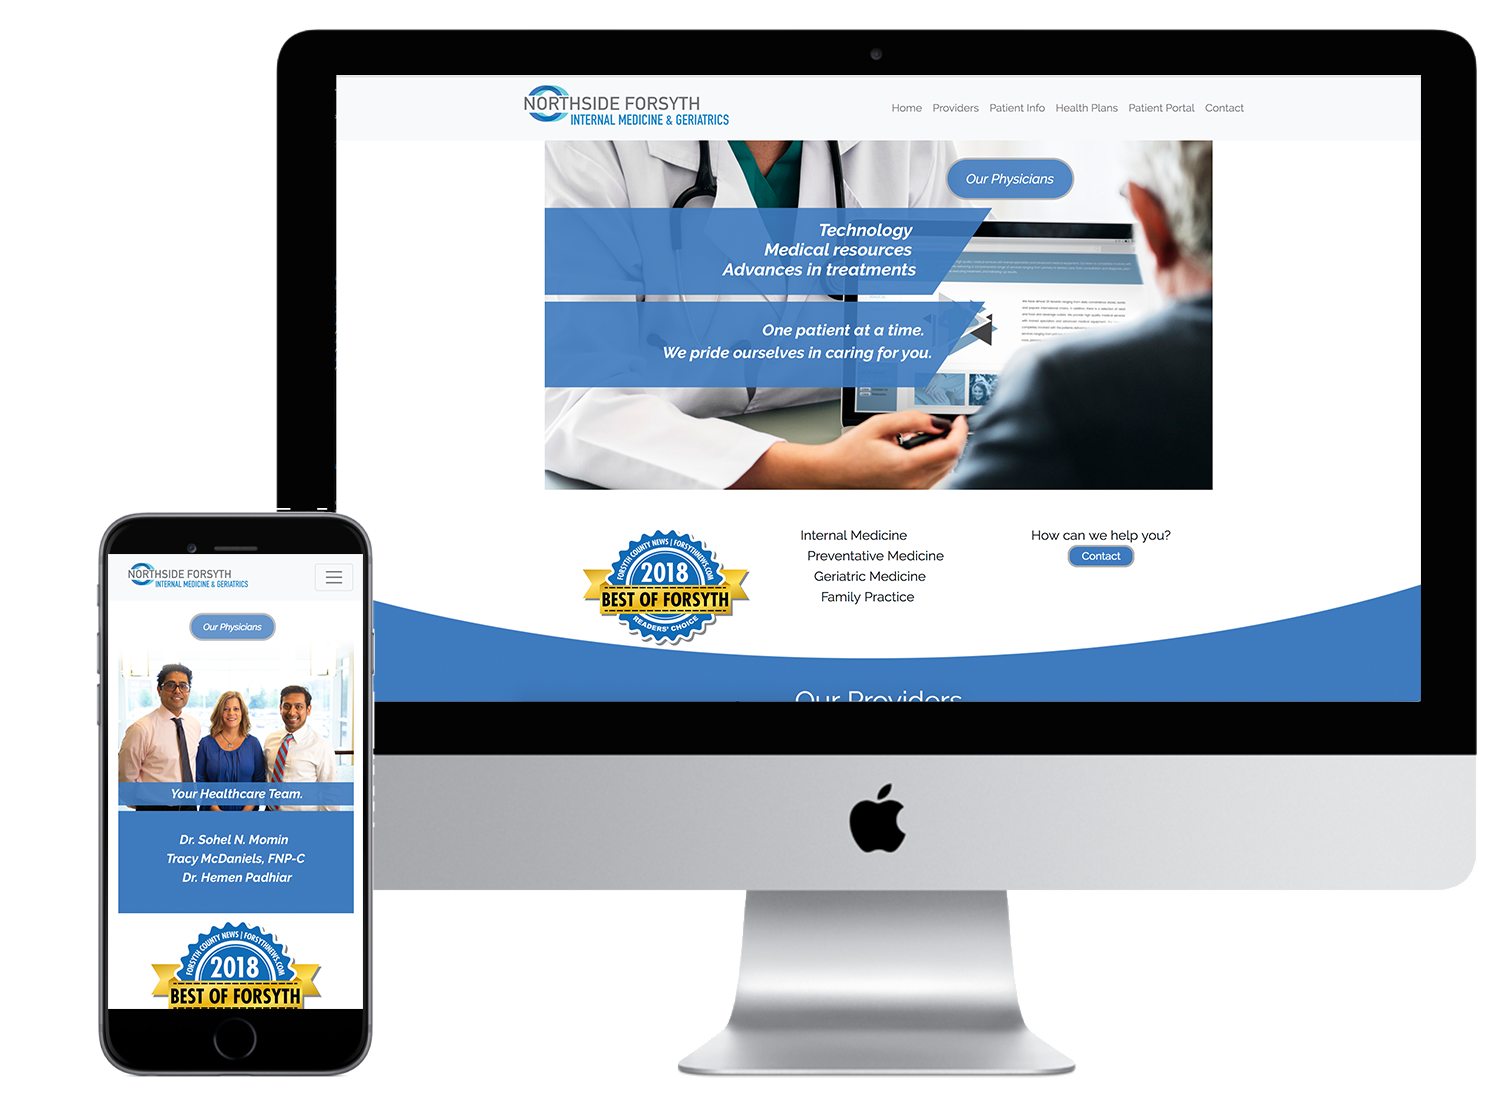 NORTHSIDE FORSYTH
INTERNAL MEDICINE & GERIATRICS
Home Providers Patient Info Health Plans Patient Portal Contact
Our Physicians
Technology
Medical resources
Advances in treatments
One patient at a time.
We pride ourselves in caring for you.
FORSYTH COUNTY NEWS | FORSYTHNEWS.COM
2018
BEST OF FORSYTH
READERS' CHOICE
Internal Medicine
Preventative Medicine
Geriatric Medicine
Family Practice
How can we help you?
Contact
Our Providers
NORTHSIDE FORSYTH
INTERNAL MEDICINE & GERIATRICS
Our Physicians
Your Healthcare Team.
Dr. Sohel N. Momin
Tracy McDaniels, FNP-C
Dr. Hemen Padhiar
FORSYTH COUNTY NEWS | FORSYTHNEWS.COM
2018
BEST OF FORSYTH